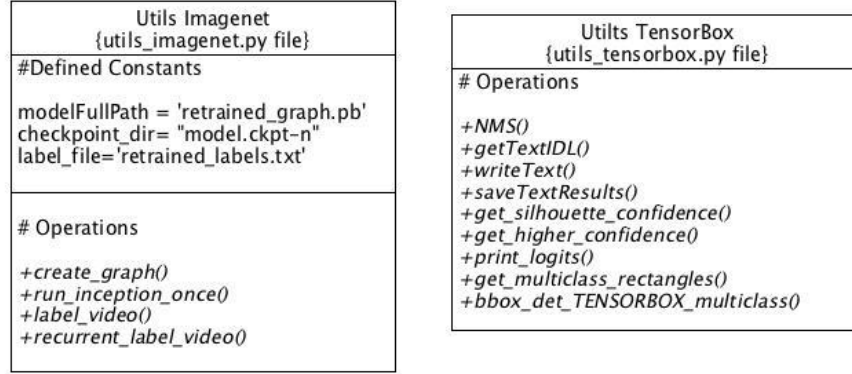 Utils Imagenet
{utils_imagenet.py file}
#Defined Constants
modelFullPath = 'retrained_graph.pb'
checkpoint_dir= "model.ckpt-n"
label_file='retrained_labels.txt'
# Operations
+create_graph()
+run_inception_once()
+label_video()
+recurrent_label_video()
Utilts TensorBox
{utils_tensorbox.py file}
# Operations
+NMS()
+getTextIDL()
+writeText()
+saveTextResults()
+get_silhouette_confidence()
+get_higher_confidence()
+print_logits()
+get_multiclass_rectangles()
+bbox_det_TENSORBOX_multiclass()